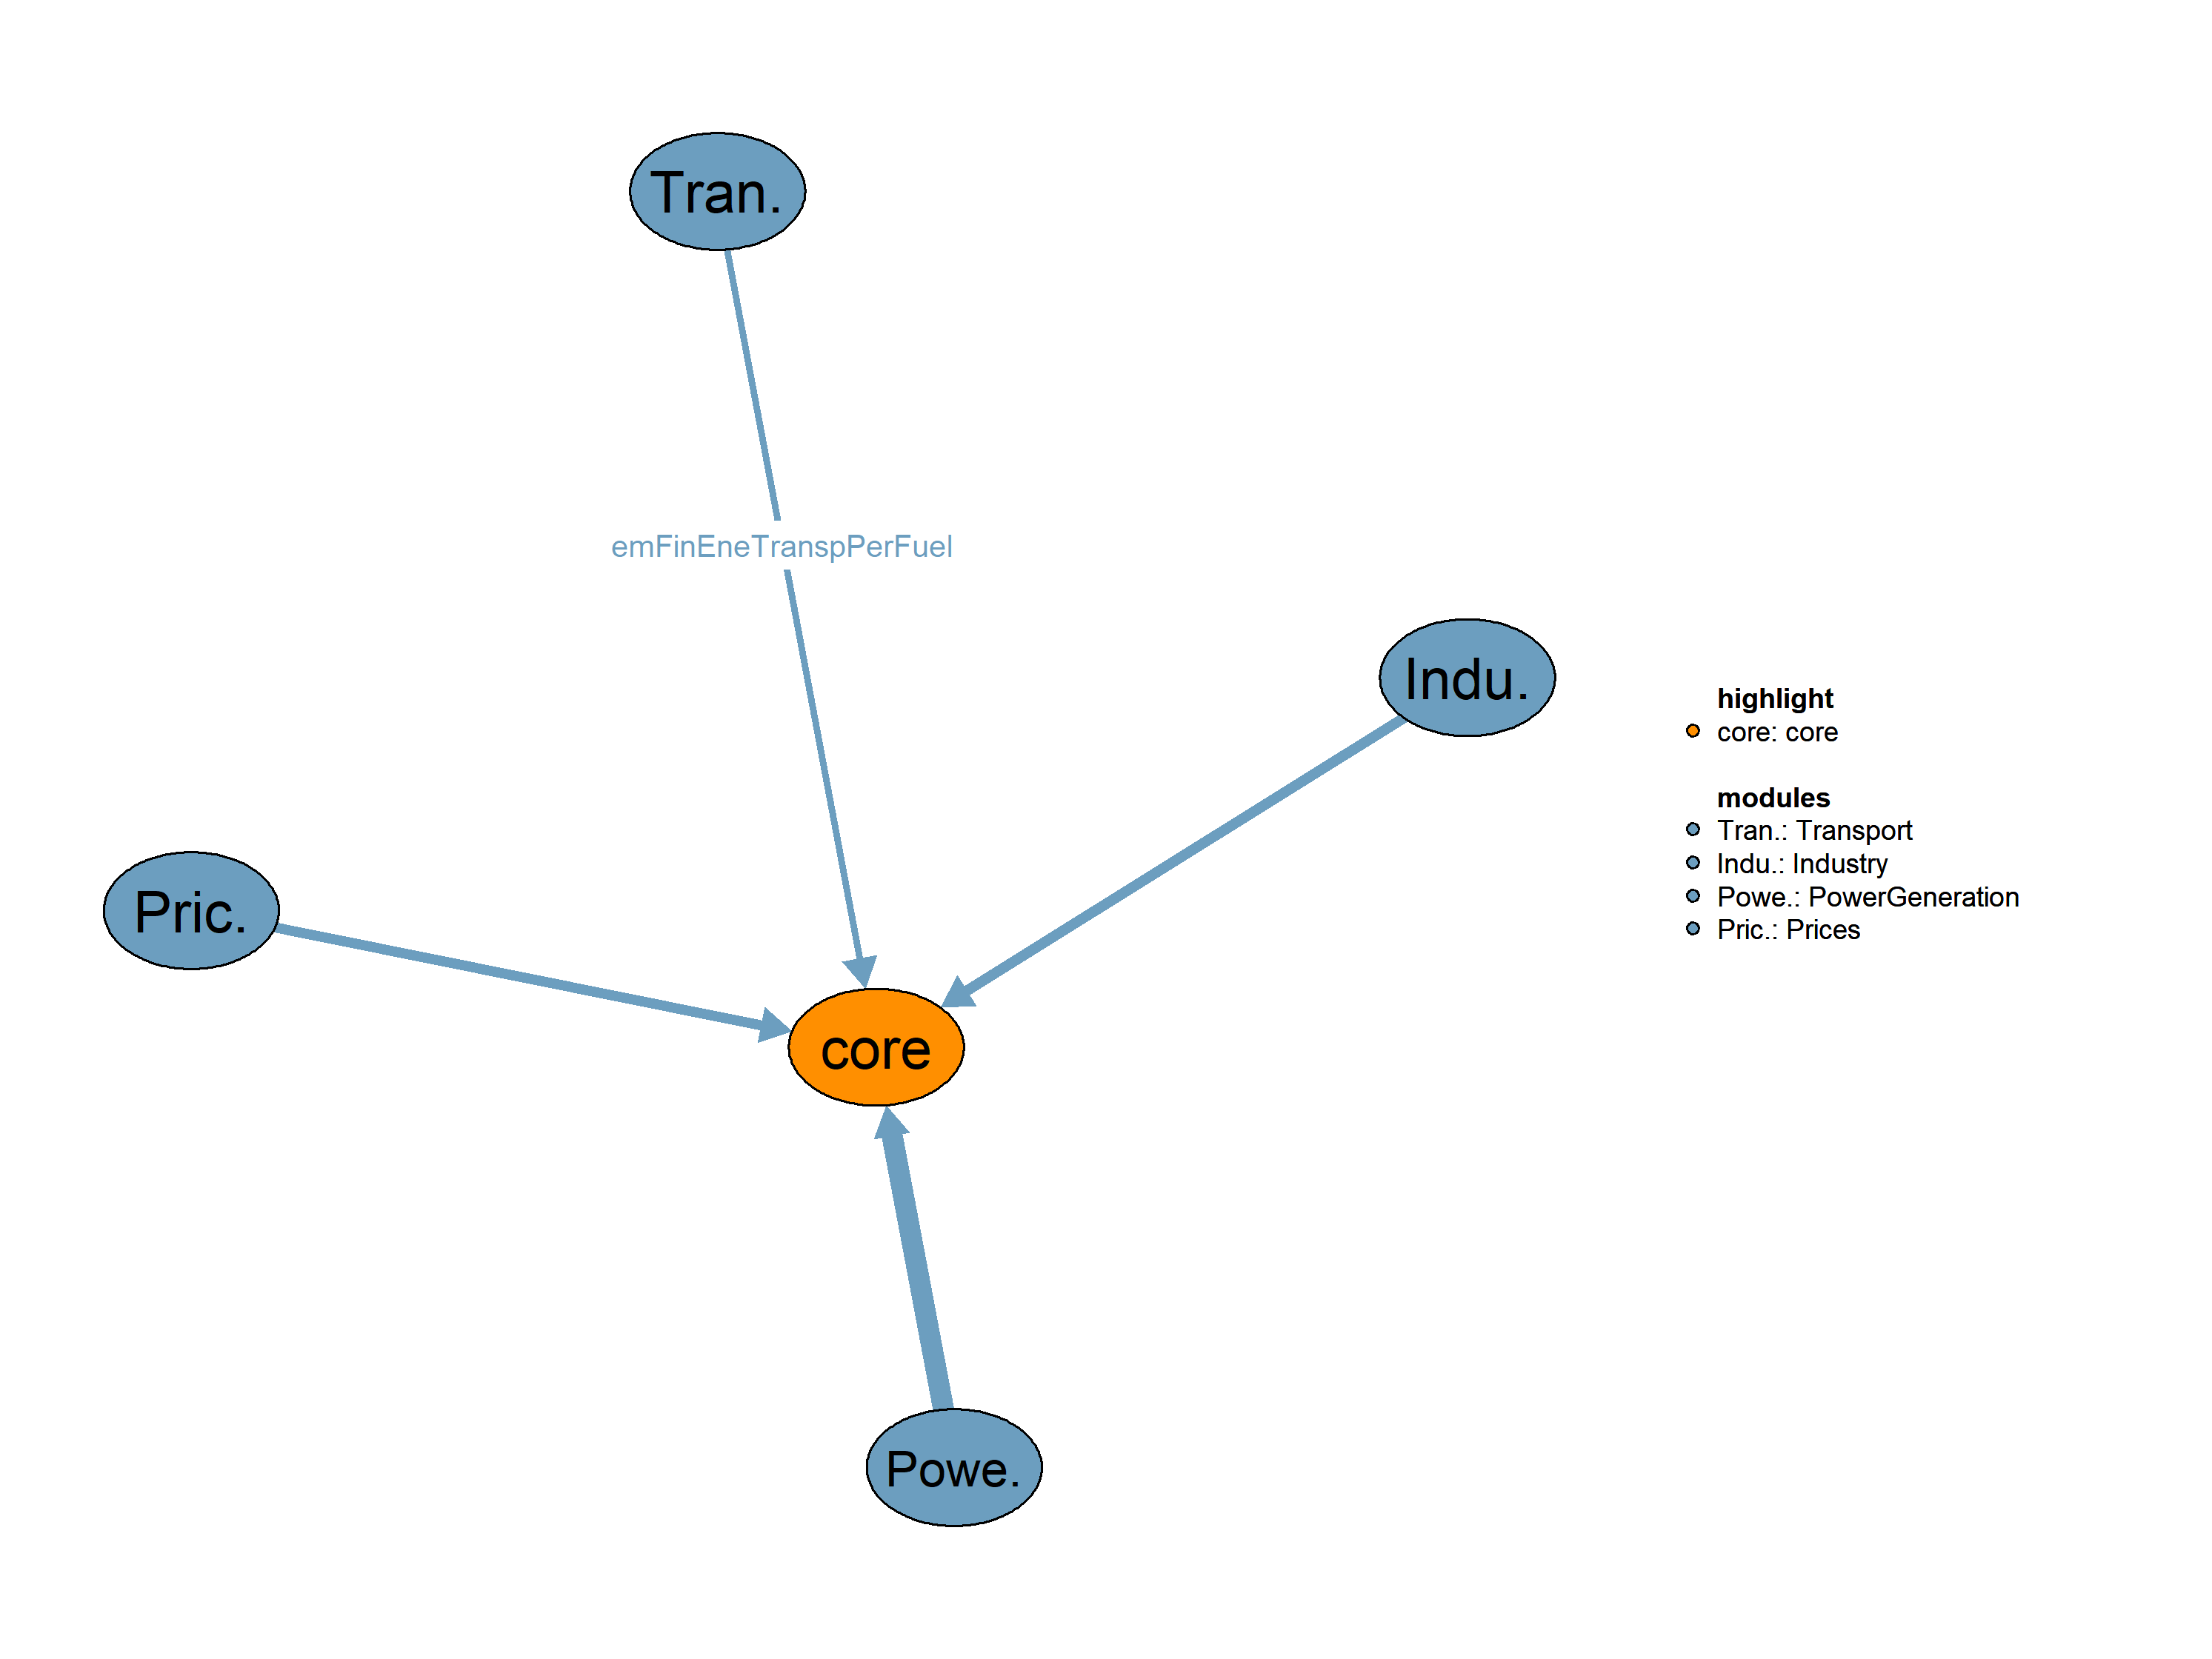 Tran.
emFinEneTranspPerFuel
Indu.
Pric.
core
Powe.
highlight
core: core
modules
Tran.: Transport
Indu.: Industry
Powe.: PowerGeneration
Pric.: Prices